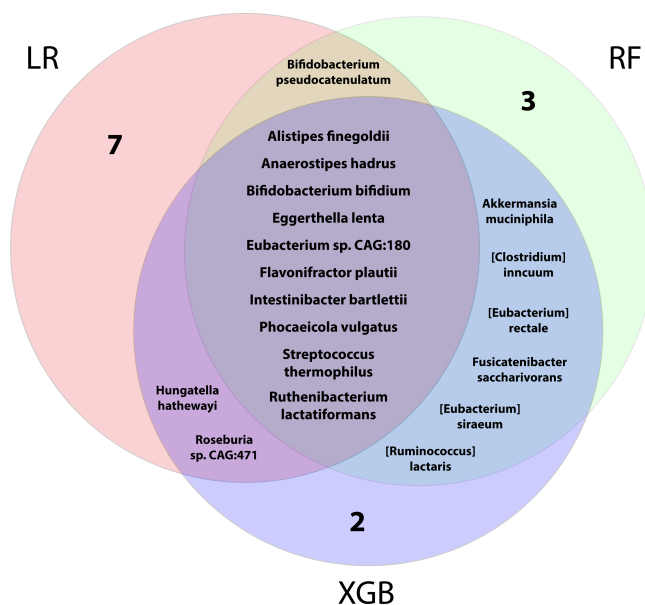 LR
RF
Bifidobacterium
pseudocatenulatum
3
7
Alistipes finegoldii
Anaerostipes hadrus
Bifidobacterium bifidium
Eggerthella lenta
Eubacterium sp. CAG:180
Flavonifractor plautii
Intestinibacter bartlettii
Phocaeicola vulgatus
Streptococcus
thermophilus
Ruthenibacterium
lactatiformans
Akkermansia
muciniphila
[Clostridium]
inncuum
[Eubacterium]
rectale
Fusicatenibacter
saccharivorans
[Eubacterium]
siraeum
[Ruminococcus]
lactaris
Hungatella
hathewayi
Roseburia
sp. CAG:471
2
XGB